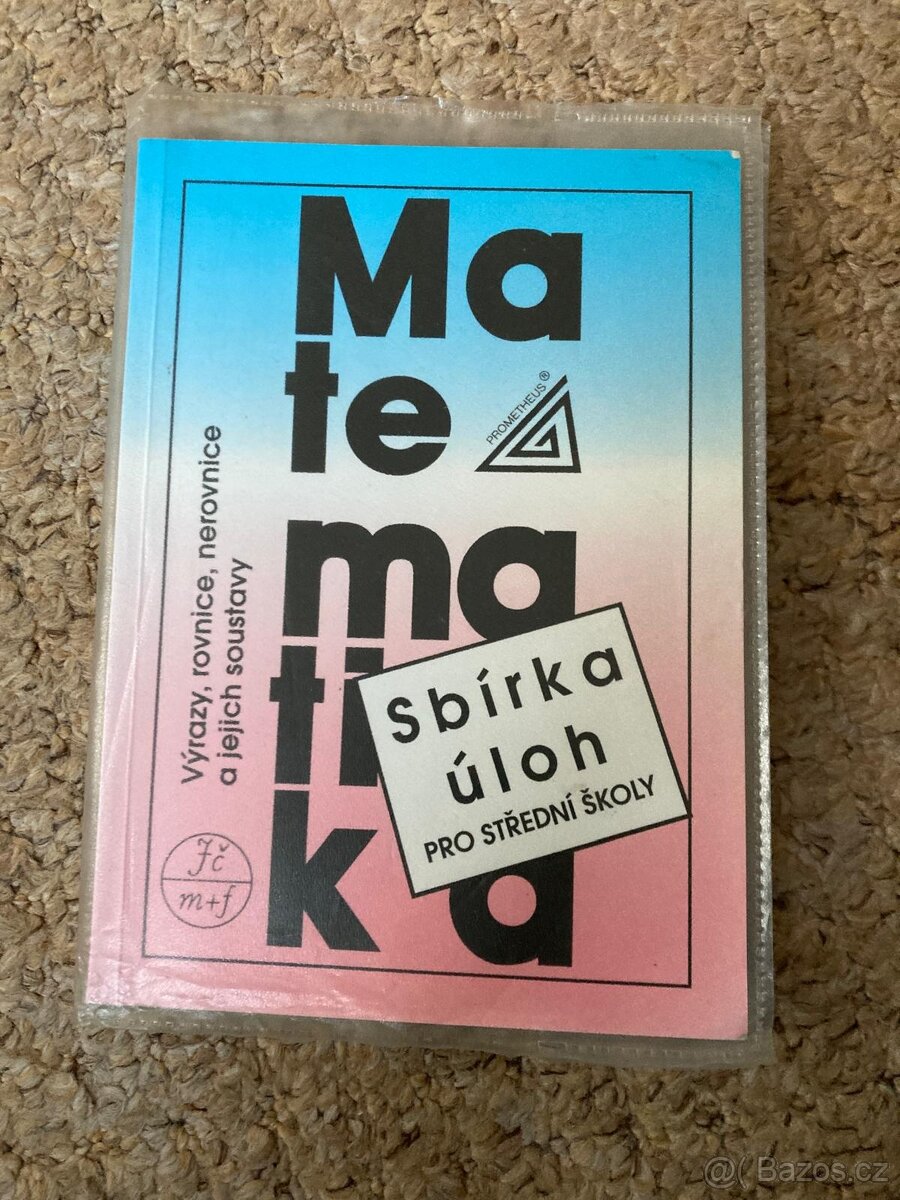 Ma
te
PROMETHEUS®
ma
ti
ka
Výrazy, rovnice, nerovnice
a jejich soustavy
Sbírka
úloh
PRO STŘEDNÍ ŠKOLY
Jč
m+f
@( Bazos.cz